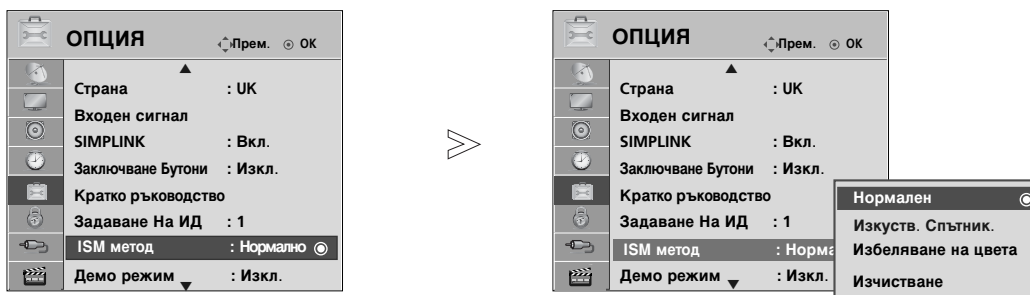 ОПЦИЯ
Прем. OK
Страна : UK
Входен сигнал
SIMPLINK : Вкл.
Заключване Бутони : Изкл.
Кратко ръководство
Задаване На ИД : 1
ISM метод : Нормално
Демо режим : Изкл.
ОПЦИЯ
Прем. OK
Страна : UK
Входен сигнал
SIMPLINK : Вкл.
Заключване Бутони : Изкл.
Кратко ръководство
Задаване На ИД : 1
ISM метод : Норма
Демо режим : Изкл.
Нормален
Изкуств. Спътник.
Избеляване на цвета
Изчистване